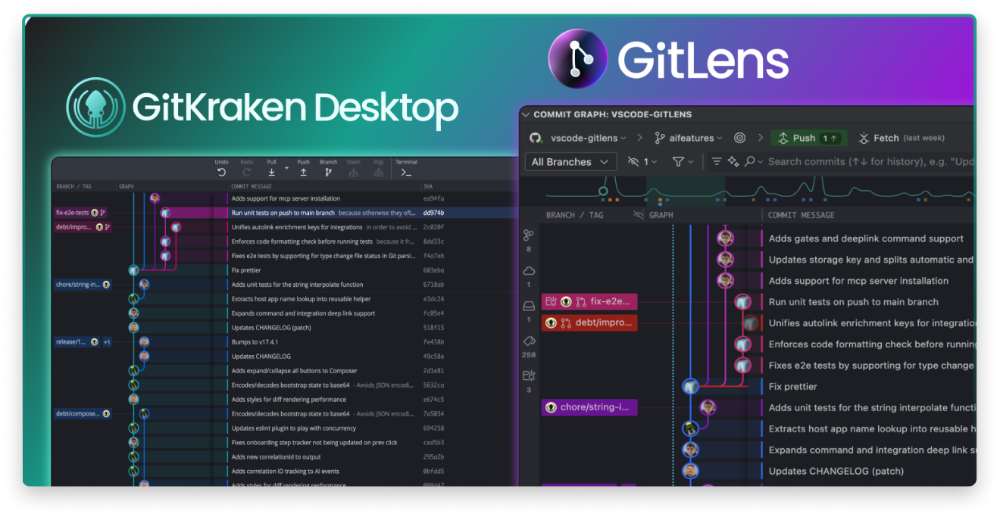 GitKraken Desktop
Undo Redo Pull Push Branch Stash Pop Terminal
BRANCH / TAG GRAPH COMMIT MESSAGE SHA
Adds support for mcp server installation ea94fa
fix-e2e-tests Run unit tests on push to main branch because otherwise they oft... dd974b
debt/impro... Unifies autolink enrichment keys for integrations in order to avoid ... 2c020f
Enforces code formatting check before running tests because it fr... 8dd33c
Fixes e2e tests by supporting for type change file status in Git parsi... f4a7eb
Fix prettier 603eba
chore/string-in... Adds unit tests for the string interpolate function 6718ab
Extracts host app name lookup into reusable helper e3dc24
Expands command and integration deep link support fc05e4
Updates CHANGELOG (patch) 518f15
release/1... +1 Bumps to v17.4.1 fe438b
Updates CHANGELOG 49c58e
Adds expand/collapse all buttons to Composer 2d1e81
Encodes/decodes bootstrap state to base64 - Avoids JSON encodi... 5632ca
Adds styles for diff rendering performance e674c5
debt/compose... Encodes/decodes bootstrap state to base64 - Avoids JSON encodi... 7a5034
Updates eslint plugin to play with concurrency 694258
Fixes onboarding step tracker not being updated on prev click ced5b3
Adds new correlationId to output 295a2b
Adds correlation ID tracking to AI events 0bfdd5
Adds styles for diff rendering performance
GitLens
COMMIT GRAPH: VSCODE-GITLENS
vscode-gitlens > aifeatures > Push 1↑ Fetch (last week)
All Branches 1 Search commits (↑↓ for history), e.g. "Upd
BRANCH / TAG GRAPH COMMIT MESSAGE
8
1
1
258
3
Adds gates and deeplink command support
Updates storage key and splits automatic and
Adds support for mcp server installation
fix-e2e... Run unit tests on push to main branch
debt/impro... Unifies autolink enrichment keys for integratio
Enforces code formatting check before running
Fixes e2e tests by supporting for type change
Fix prettier
chore/string-i... Adds unit tests for the string interpolate functi
Extracts host app name lookup into reusable h
Expands command and integration deep link su
Updates CHANGELOG (patch)